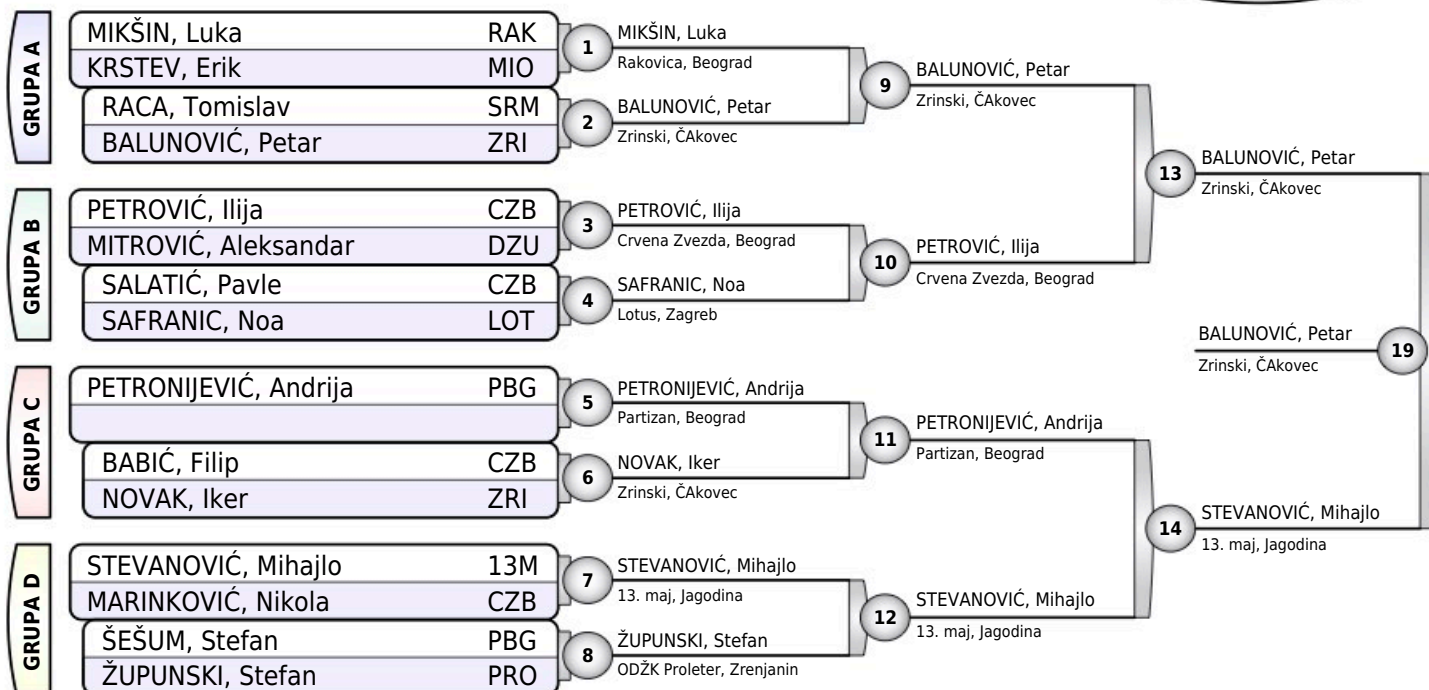 GRUPA A
MIKŠIN, Luka RAK
KRSTEV, Erik MIO
RACA, Tomislav SRM
BALUNOVIĆ, Petar ZRI
GRUPA B
PETROVIĆ, Ilija CZB
MITROVIĆ, Aleksandar DZU
SALATIĆ, Pavle CZB
SAFRANIC, Noa LOT
GRUPA C
PETRONIJEVIĆ, Andrija PBG
BABIĆ, Filip CZB
NOVAK, Iker ZRI
GRUPA D
STEVANOVIĆ, Mihajlo 13M
MARINKOVIĆ, Nikola CZB
ŠEŠUM, Stefan PBG
ŽUPUNSKI, Stefan PRO
1
MIKŠIN, Luka
Rakovica, Beograd
2
BALUNOVIĆ, Petar
Zrinski, ČAkovec
3
PETROVIĆ, Ilija
Crvena Zvezda, Beograd
4
SAFRANIC, Noa
Lotus, Zagreb
5
PETRONIJEVIĆ, Andrija
Partizan, Beograd
6
NOVAK, Iker
Zrinski, ČAkovec
7
STEVANOVIĆ, Mihajlo
13. maj, Jagodina
8
ŽUPUNSKI, Stefan
ODŽK Proleter, Zrenjanin
9
BALUNOVIĆ, Petar
Zrinski, ČAkovec
10
PETROVIĆ, Ilija
Crvena Zvezda, Beograd
11
PETRONIJEVIĆ, Andrija
Partizan, Beograd
12
STEVANOVIĆ, Mihajlo
13. maj, Jagodina
13
BALUNOVIĆ, Petar
Zrinski, ČAkovec
14
STEVANOVIĆ, Mihajlo
13. maj, Jagodina
BALUNOVIĆ, Petar
Zrinski, ČAkovec
19